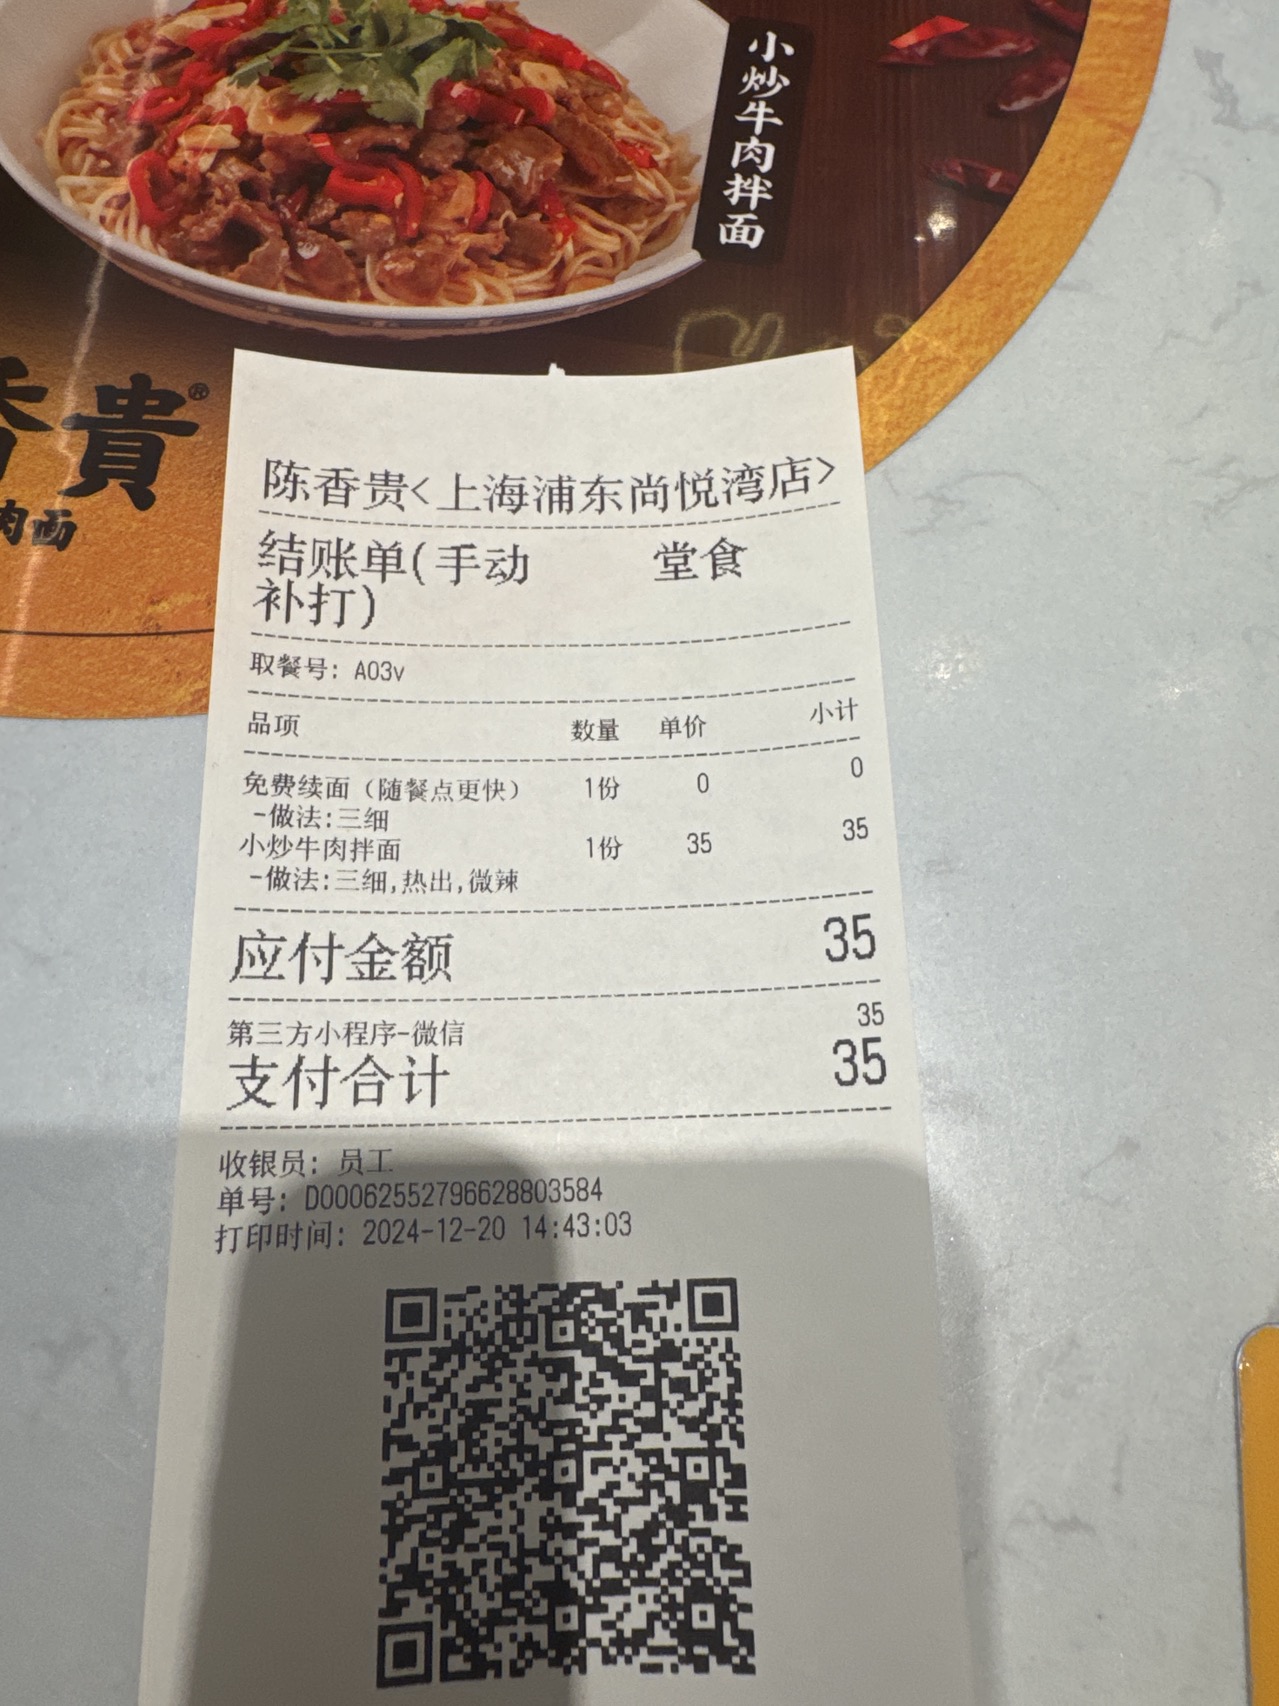 小炒牛肉拌面
香貴®
肉面
陈香贵<上海浦东尚悦湾店>
结账单(手动 堂食
补打)
取餐号: A03v
品项 数量 单价 小计
免费续面（随餐点更快） 1份 0 0
-做法:三细
小炒牛肉拌面 1份 35 35
-做法:三细,热出,微辣
应付金额 35
第三方小程序-微信 35
支付合计 35
收银员: 员工
单号: D00062552796628803584
打印时间: 2024-12-20 14:43:03